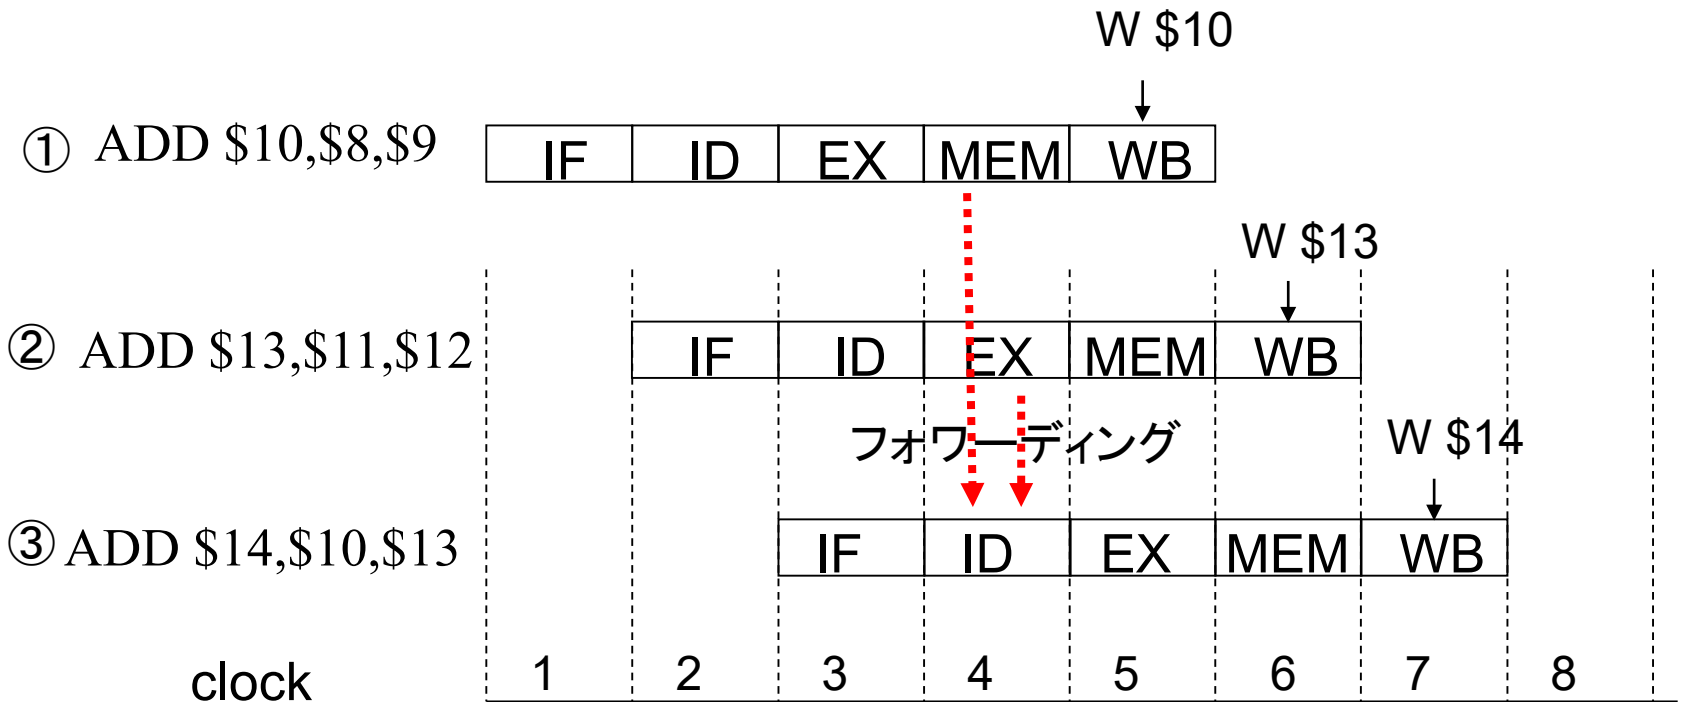 W $10
① ADD $10,$8,$9 IF ID EX MEM WB
W $13
② ADD $13,$11,$12 IF ID EX MEM WB
フォワーディング
W $14
③ ADD $14,$10,$13 IF ID EX MEM WB
clock 1 2 3 4 5 6 7 8